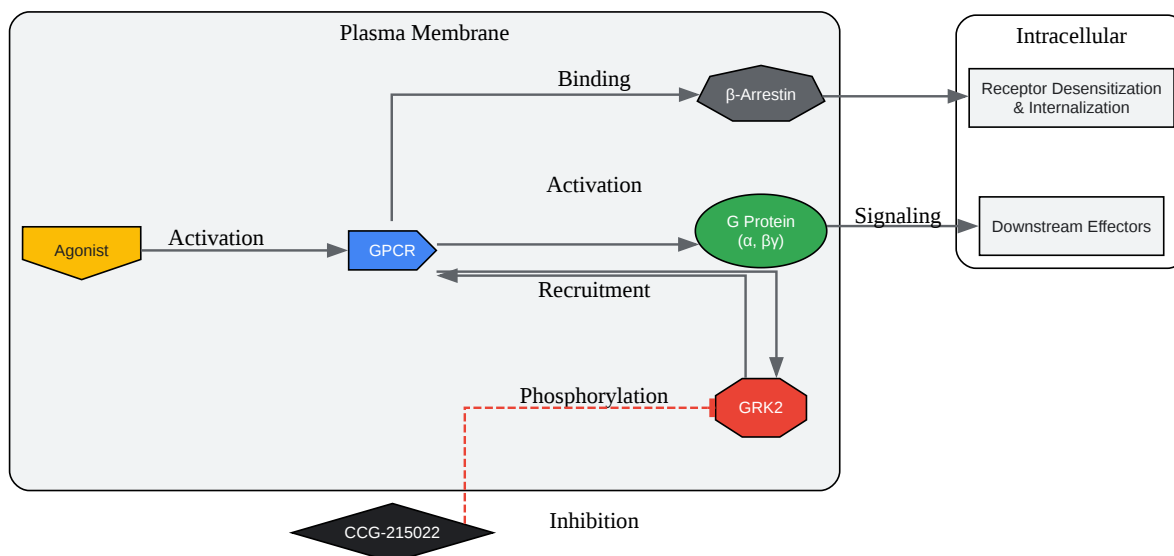 Plasma Membrane
Intracellular
Binding
β-Arrestin
Receptor Desensitization
& Internalization
Activation
Agonist
Activation
GPCR
G Protein
(α, βγ)
Signaling
Downstream Effectors
Recruitment
Phosphorylation
GRK2
CCG-215022
Inhibition